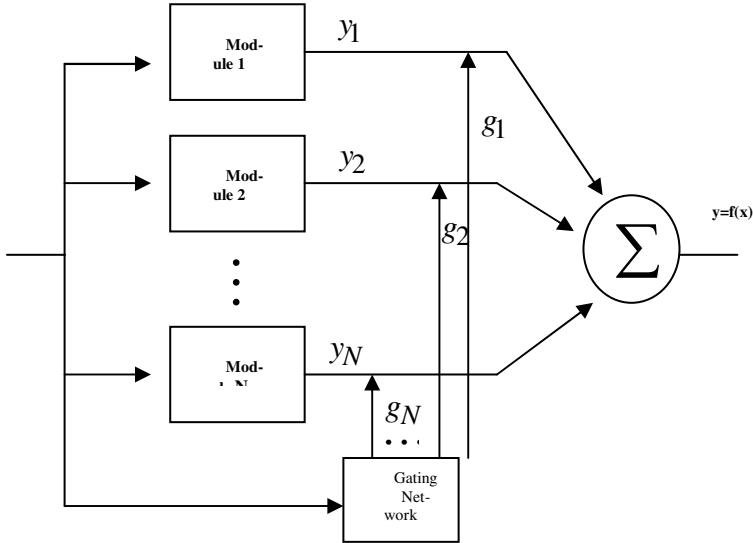 Mod-
ule 1
y1
g1
Mod-
ule 2
y2
g2
y=f(x)
Σ
Mod-
yN
gN
Gating
Net-
work